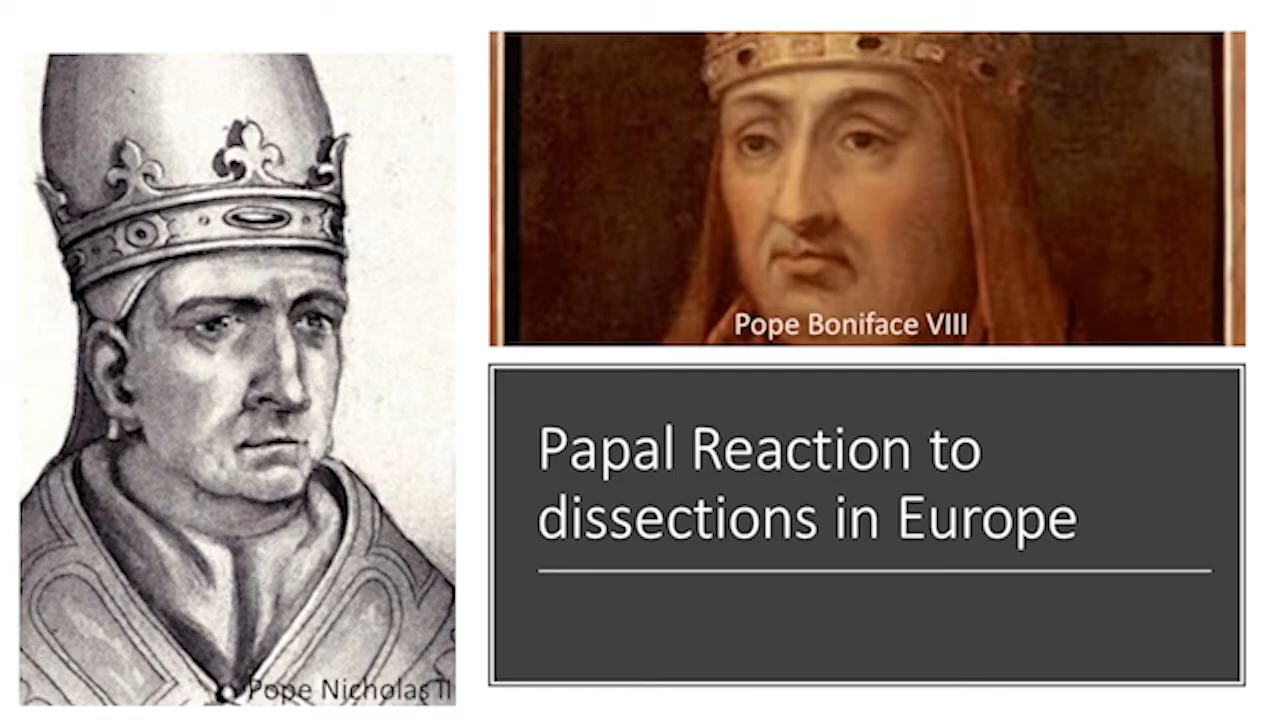 Pope Boniface VIII
Papal Reaction to
dissections in Europe
Pope Nicholas II